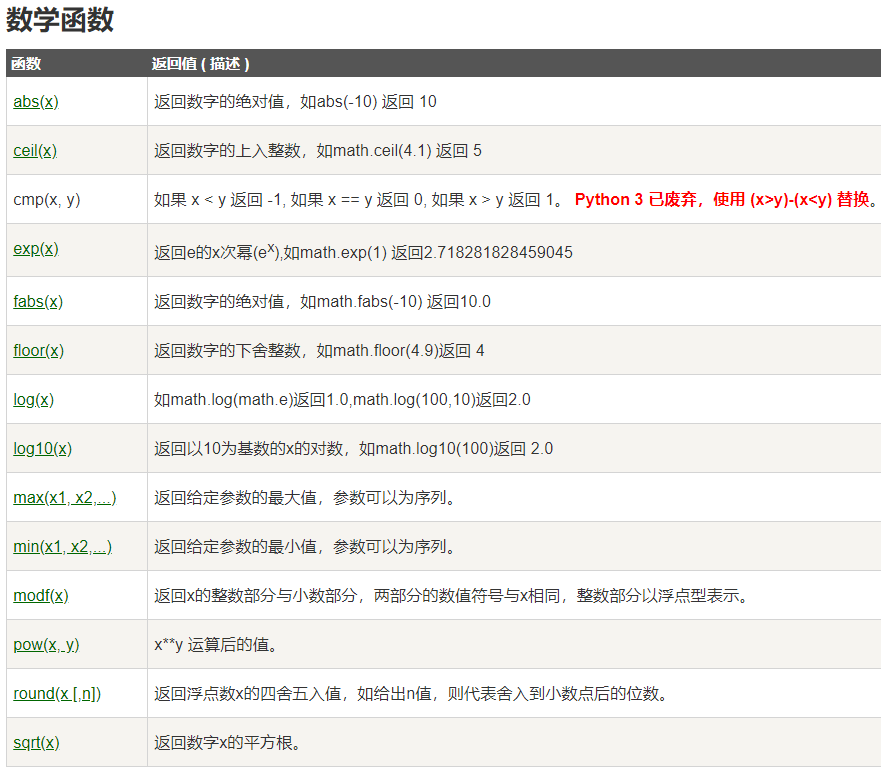 数学函数
函数 返回值 ( 描述 )
abs(x) 返回数字的绝对值，如abs(-10) 返回 10
ceil(x) 返回数字的上入整数，如math.ceil(4.1) 返回 5
cmp(x, y) 如果 x < y 返回 -1, 如果 x == y 返回 0, 如果 x > y 返回 1。 Python 3 已废弃，使用 (x>y)-(x<y) 替换。
exp(x) 返回e的x次幂(eˣ),如math.exp(1) 返回2.718281828459045
fabs(x) 返回数字的绝对值，如math.fabs(-10) 返回10.0
floor(x) 返回数字的下舍整数，如math.floor(4.9)返回 4
log(x) 如math.log(math.e)返回1.0,math.log(100,10)返回2.0
log10(x) 返回以10为基数的x的对数，如math.log10(100)返回 2.0
max(x1, x2,...) 返回给定参数的最大值，参数可以为序列。
min(x1, x2,...) 返回给定参数的最小值，参数可以为序列。
modf(x) 返回x的整数部分与小数部分，两部分的数值符号与x相同，整数部分以浮点型表示。
pow(x, y) x**y 运算后的值。
round(x [,n]) 返回浮点数x的四舍五入值，如给出n值，则代表舍入到小数点后的位数。
sqrt(x) 返回数字x的平方根。